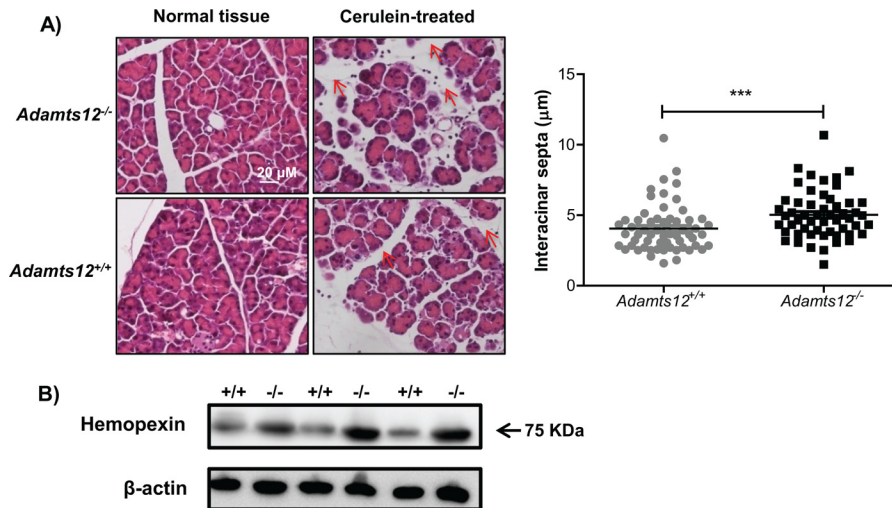 A)
Normal tissue
Cerulein-treated
Adamts12-/-
20 µM
Adamts12+/+
Interacinar septa (µm)
15
10
5
0
***
Adamts12+/+
Adamts12-/-
B)
+/+ -/- +/+ -/- +/+ -/-
Hemopexin
75 KDa
β-actin